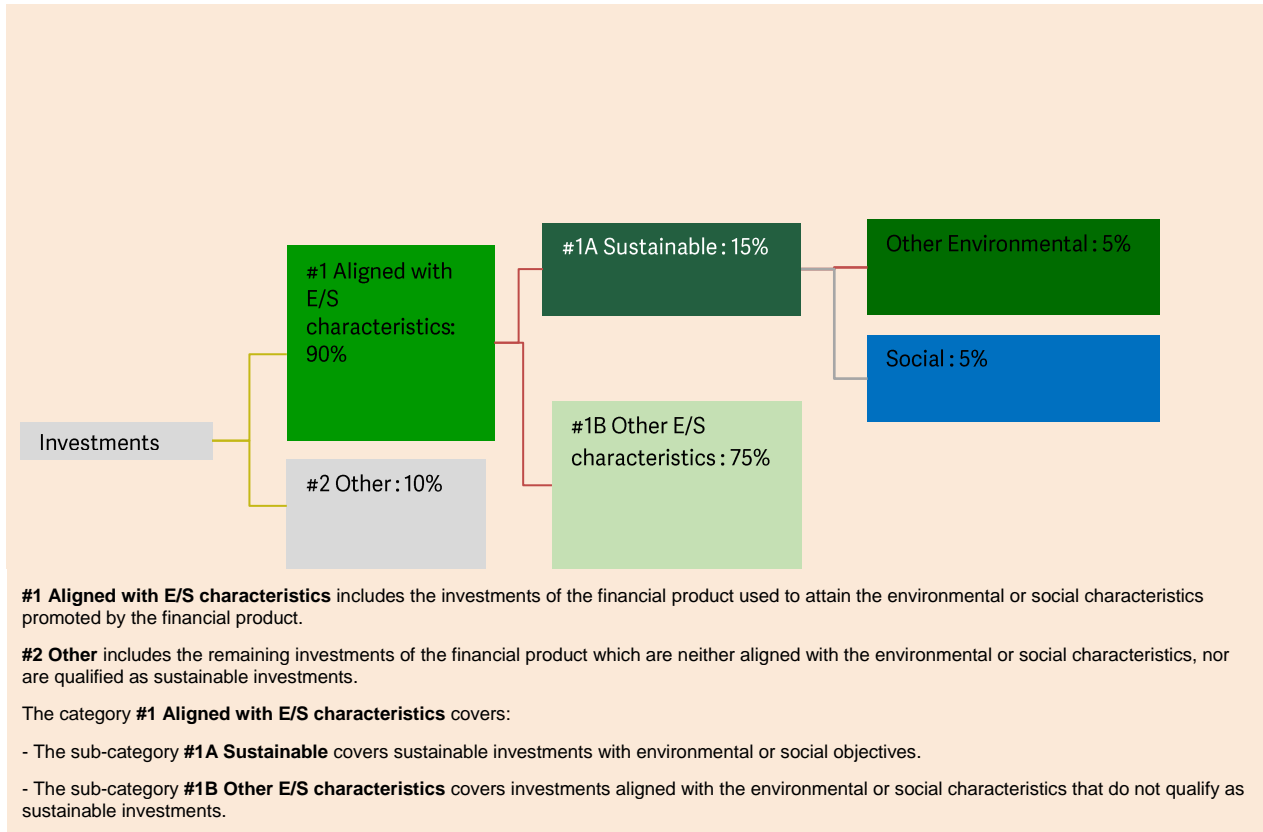 #1A Sustainable : 15%
Other Environmental : 5%
#1 Aligned with
E/S
characteristics:
90%
Social : 5%
#1B Other E/S
characteristics : 75%
Investments
#2 Other : 10%
#1 Aligned with E/S characteristics includes the investments of the financial product used to attain the environmental or social characteristics
promoted by the financial product.
#2 Other includes the remaining investments of the financial product which are neither aligned with the environmental or social characteristics, nor
are qualified as sustainable investments.
The category #1 Aligned with E/S characteristics covers:
- The sub-category #1A Sustainable covers sustainable investments with environmental or social objectives.
- The sub-category #1B Other E/S characteristics covers investments aligned with the environmental or social characteristics that do not qualify as
sustainable investments.